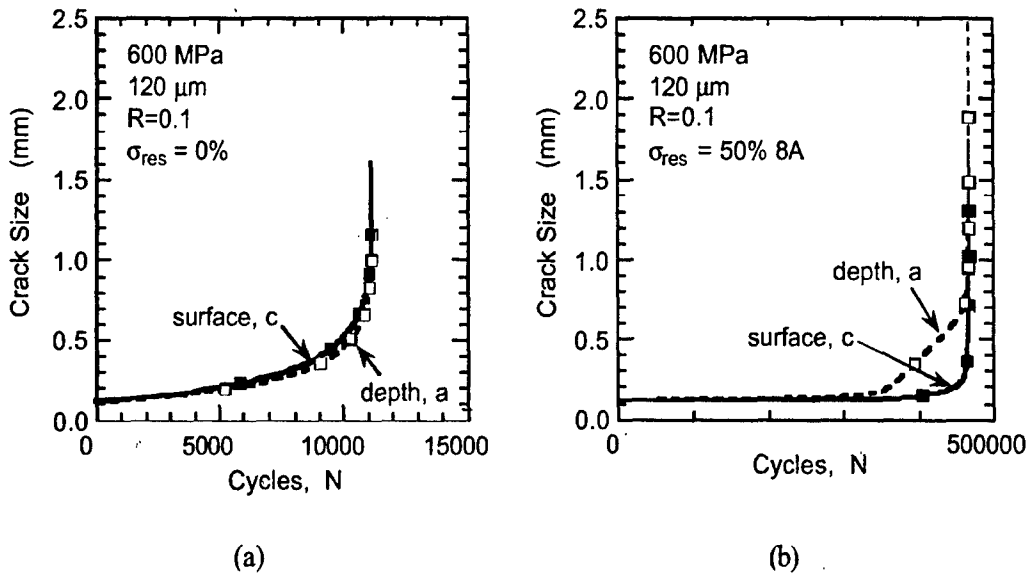 2.5
2.0
1.5
1.0
0.5
0.0
Crack Size (mm)
600 MPa
120 μm
R=0.1
σres = 0%
surface, c
depth, a
0
5000
10000
15000
Cycles, N
(a)
2.5
2.0
1.5
1.0
0.5
0.0
Crack Size (mm)
600 MPa
120 μm
R=0.1
σres = 50% 8A
depth, a
surface, c
0
500000
Cycles, N
(b)